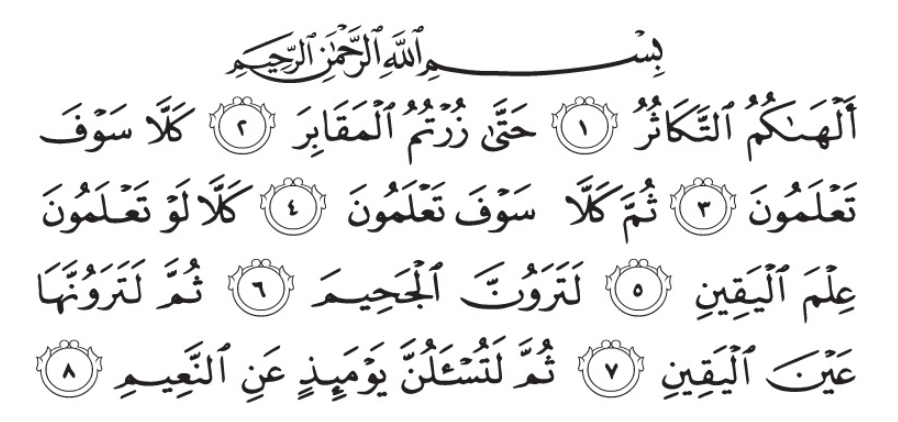 بِسْمِ ٱللَّهِ ٱلرَّحْمَٰنِ ٱلرَّحِيمِ
أَلْهَىٰكُمُ ٱلتَّكَاثُرُ ١ حَتَّىٰ زُرْتُمُ ٱلْمَقَابِرَ ٢ كَلَّا سَوْفَ
تَعْلَمُونَ ٣ ثُمَّ كَلَّا سَوْفَ تَعْلَمُونَ ٤ كَلَّا لَوْ تَعْلَمُونَ
عِلْمَ ٱلْيَقِينِ ٥ لَتَرَوُنَّ ٱلْجَحِيمَ ٦ ثُمَّ لَتَرَوُنَّهَا
عَيْنَ ٱلْيَقِينِ ٧ ثُمَّ لَتُسْـَٔلُنَّ يَوْمَئِذٍ عَنِ ٱلنَّعِيمِ ٨